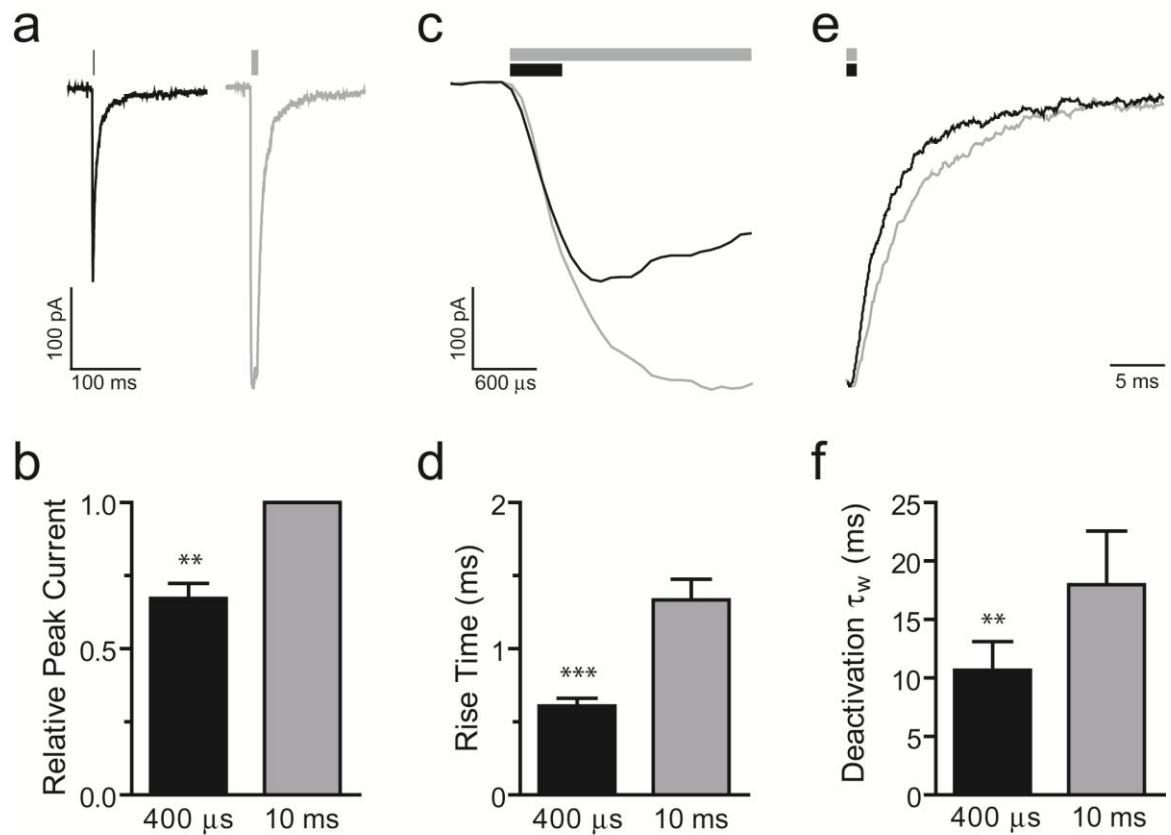 a
100 pA
100 ms
c
100 pA
600 μs
e
5 ms
b
Relative Peak Current
1.0
0.5
0.0
**
400 μs
10 ms
d
Rise Time (ms)
2
1
0
***
400 μs
10 ms
f
Deactivation τw (ms)
25
20
15
10
5
0
**
400 μs
10 ms